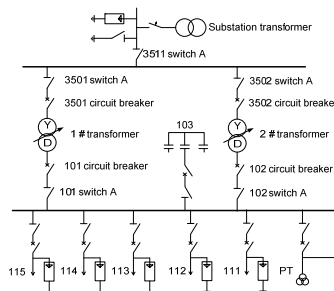 Substation transformer
3511 switch A
3501 switch A
3502 switch A
3501 circuit breaker
103
3502 circuit breaker
Y
D
1 # transformer
Y
D
2 # transformer
101 circuit breaker
102 circuit breaker
101 switch A
102 switch A
115
114
113
112
111
PT